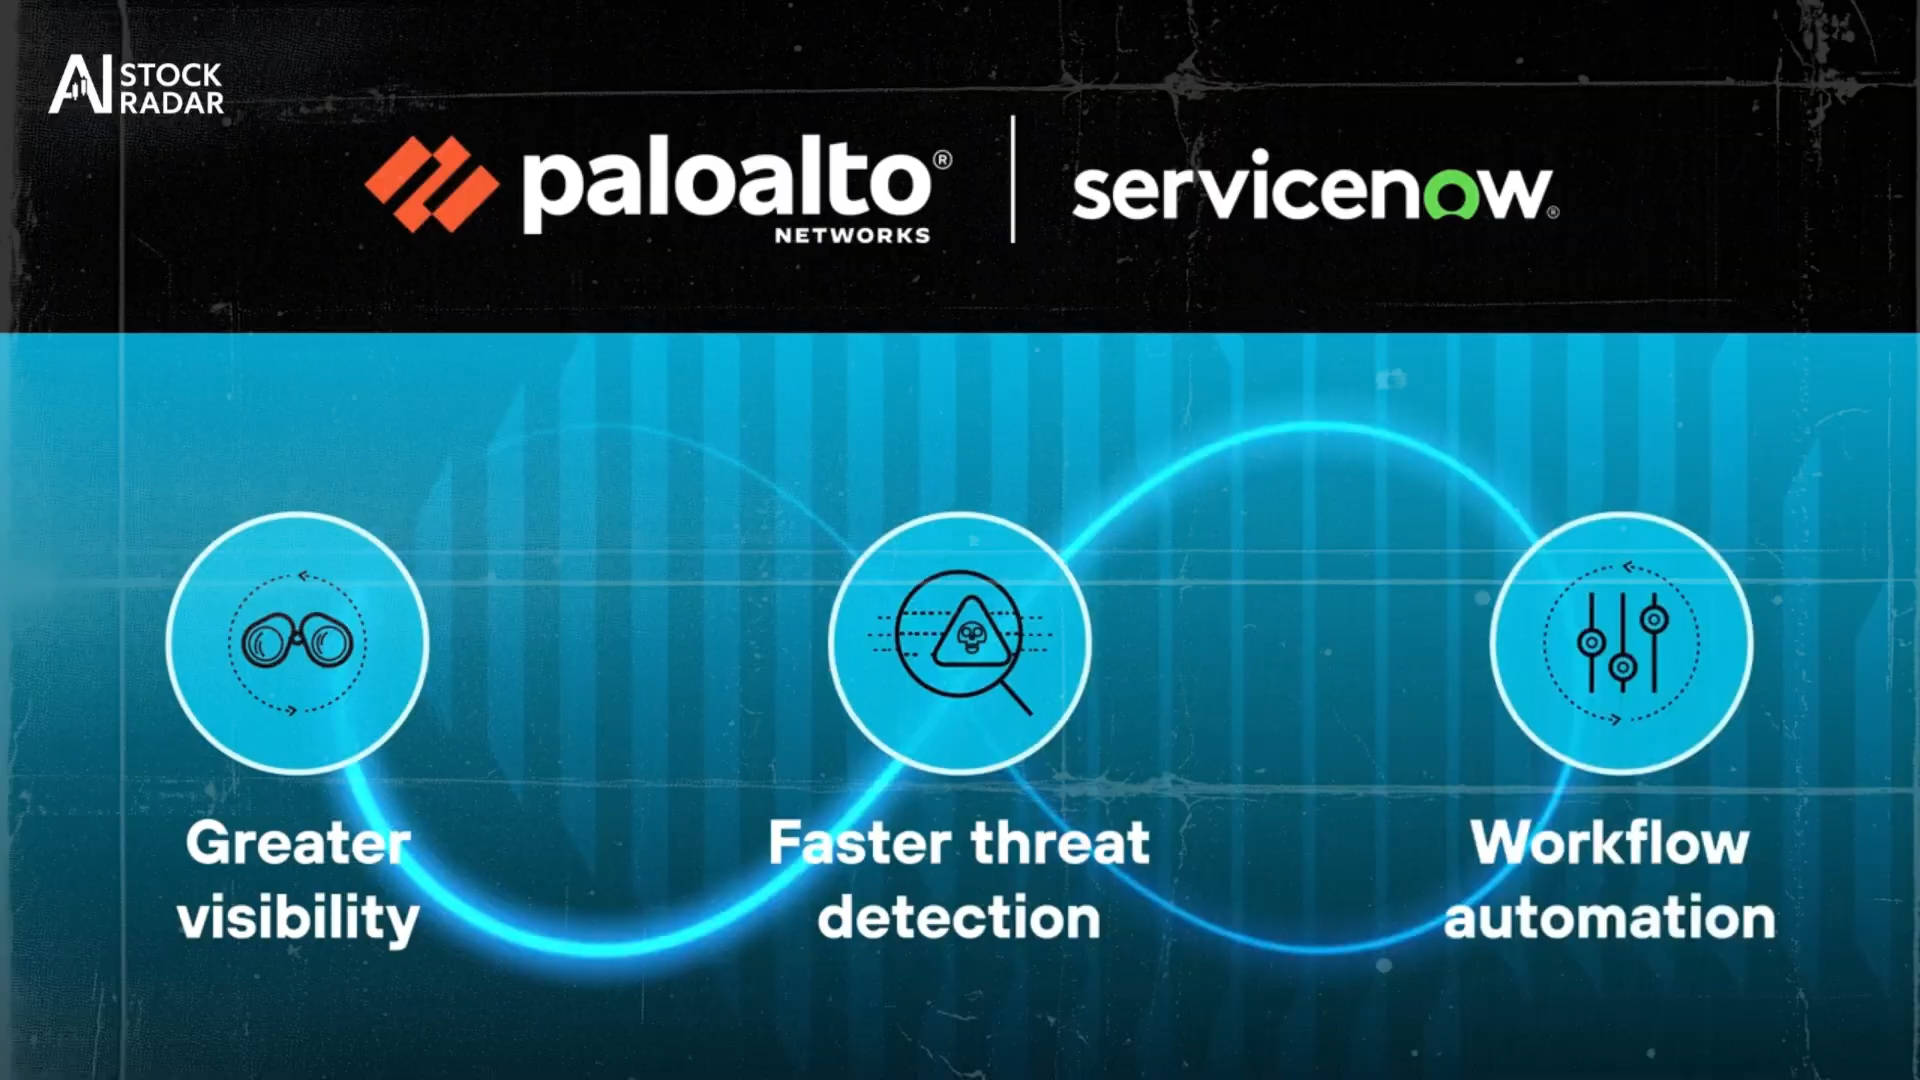 AI STOCK
RADAR
paloalto®
NETWORKS
servicenow®
Greater
visibility
Faster threat
detection
Workflow
automation